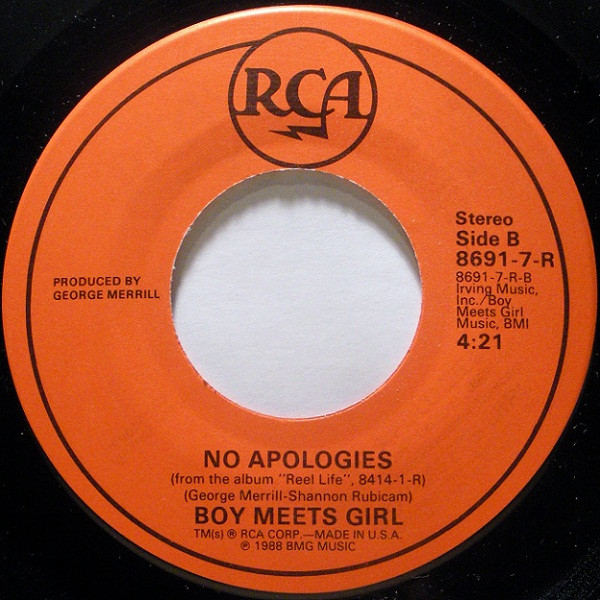 RCA
Stereo
Side B
8691-7-R
8691-7-R-B
Irving Music,
Inc./Boy
Meets Girl
Music, BMI
4:21
PRODUCED BY
GEORGE MERRILL
NO APOLOGIES
(from the album "Reel Life", 8414-1-R)
(George Merrill-Shannon Rubicam)
BOY MEETS GIRL
TM(s) ® RCA CORP.—MADE IN U.S.A.
℗ 1988 BMG MUSIC